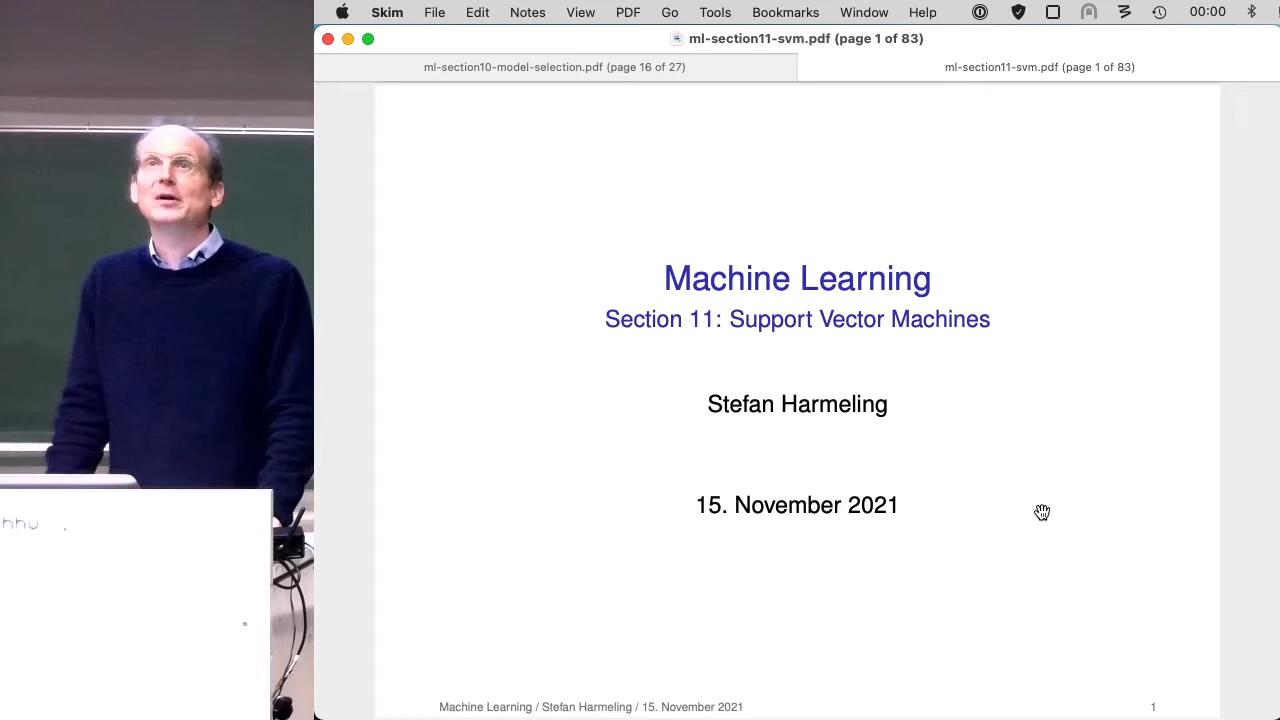 Skim File Edit Notes View PDF Go Tools Bookmarks Window Help 00:00
ml-section11-svm.pdf (page 1 of 83)
ml-section10-model-selection.pdf (page 16 of 27) ml-section11-svm.pdf (page 1 of 83)
Machine Learning
Section 11: Support Vector Machines
Stefan Harmeling
15. November 2021
hhu
Machine Learning / Stefan Harmeling / 15. November 2021 1